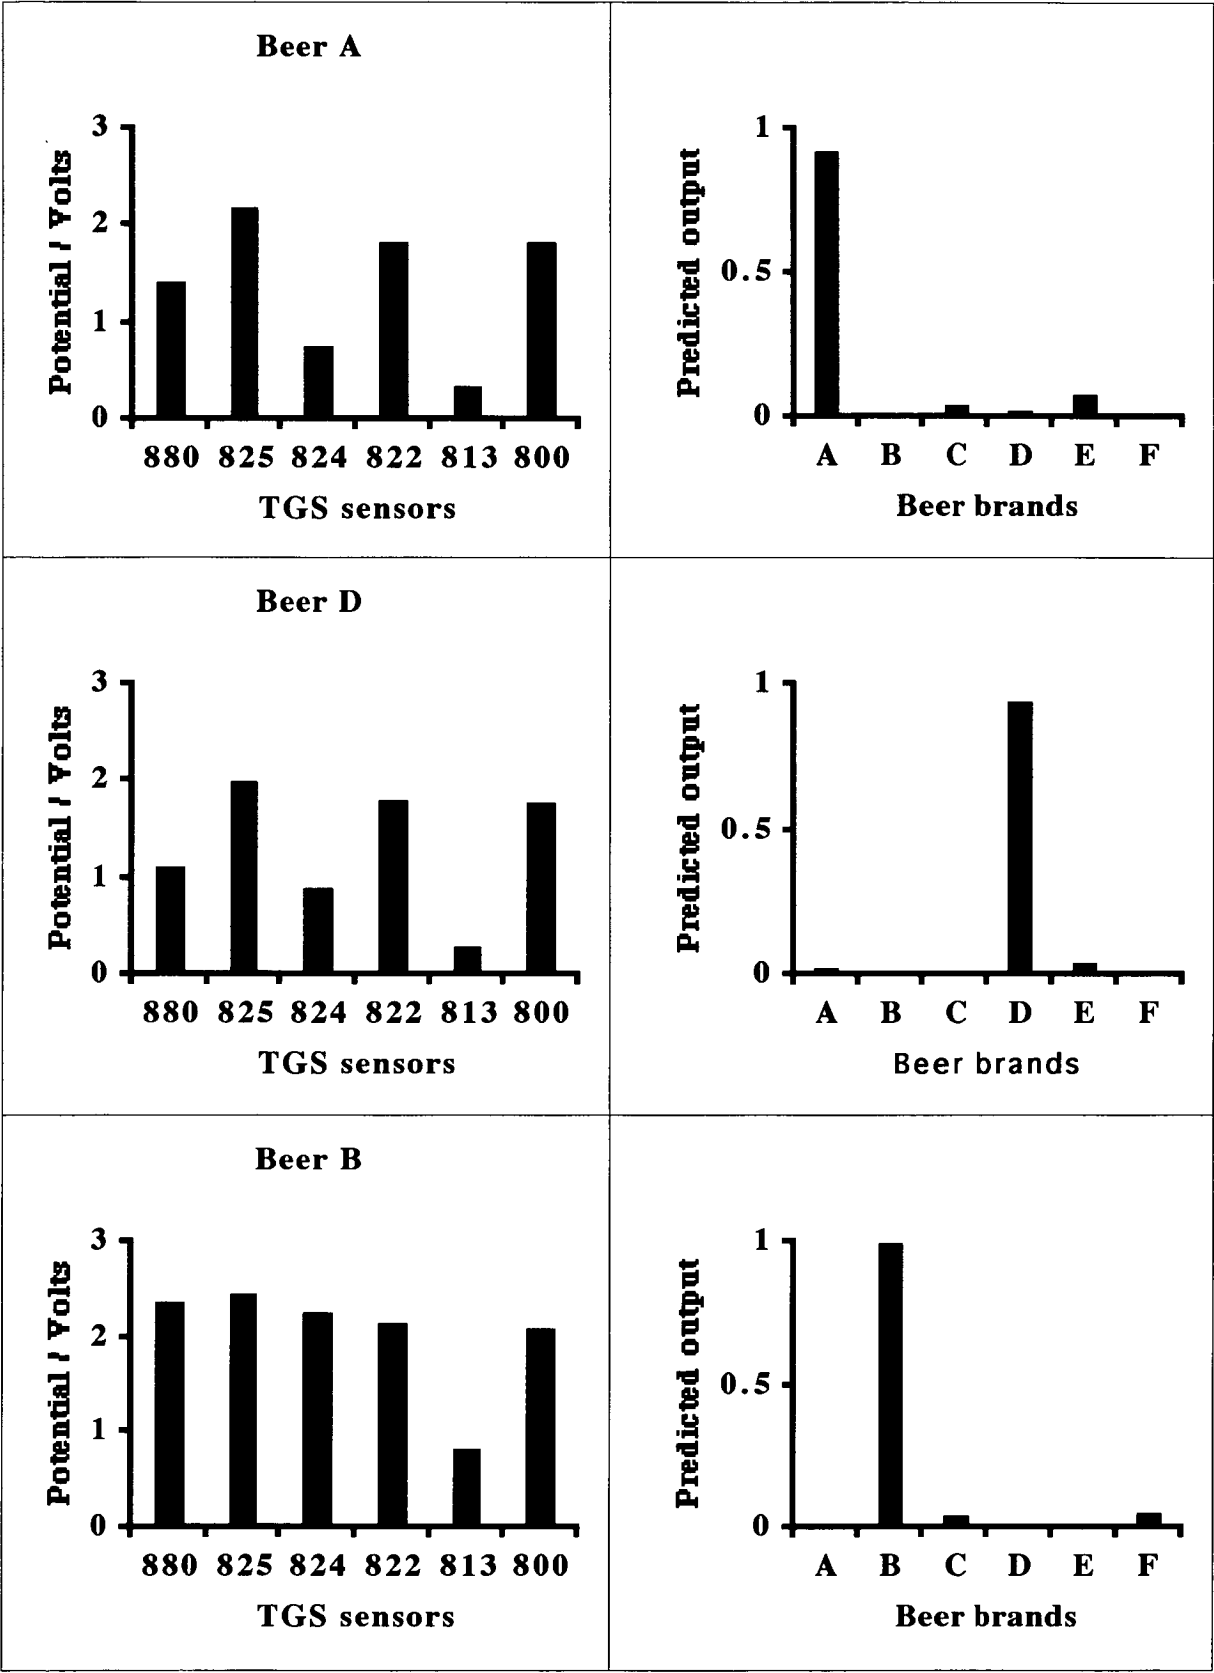 Beer A
Potential / Volts
3
2
1
0
880 825 824 822 813 800
TGS sensors
Predicted output
1
0.5
0
A B C D E F
Beer brands
Beer D
Potential / Volts
3
2
1
0
880 825 824 822 813 800
TGS sensors
Predicted output
1
0.5
0
A B C D E F
Beer brands
Beer B
Potential / Volts
3
2
1
0
880 825 824 822 813 800
TGS sensors
Predicted output
1
0.5
0
A B C D E F
Beer brands